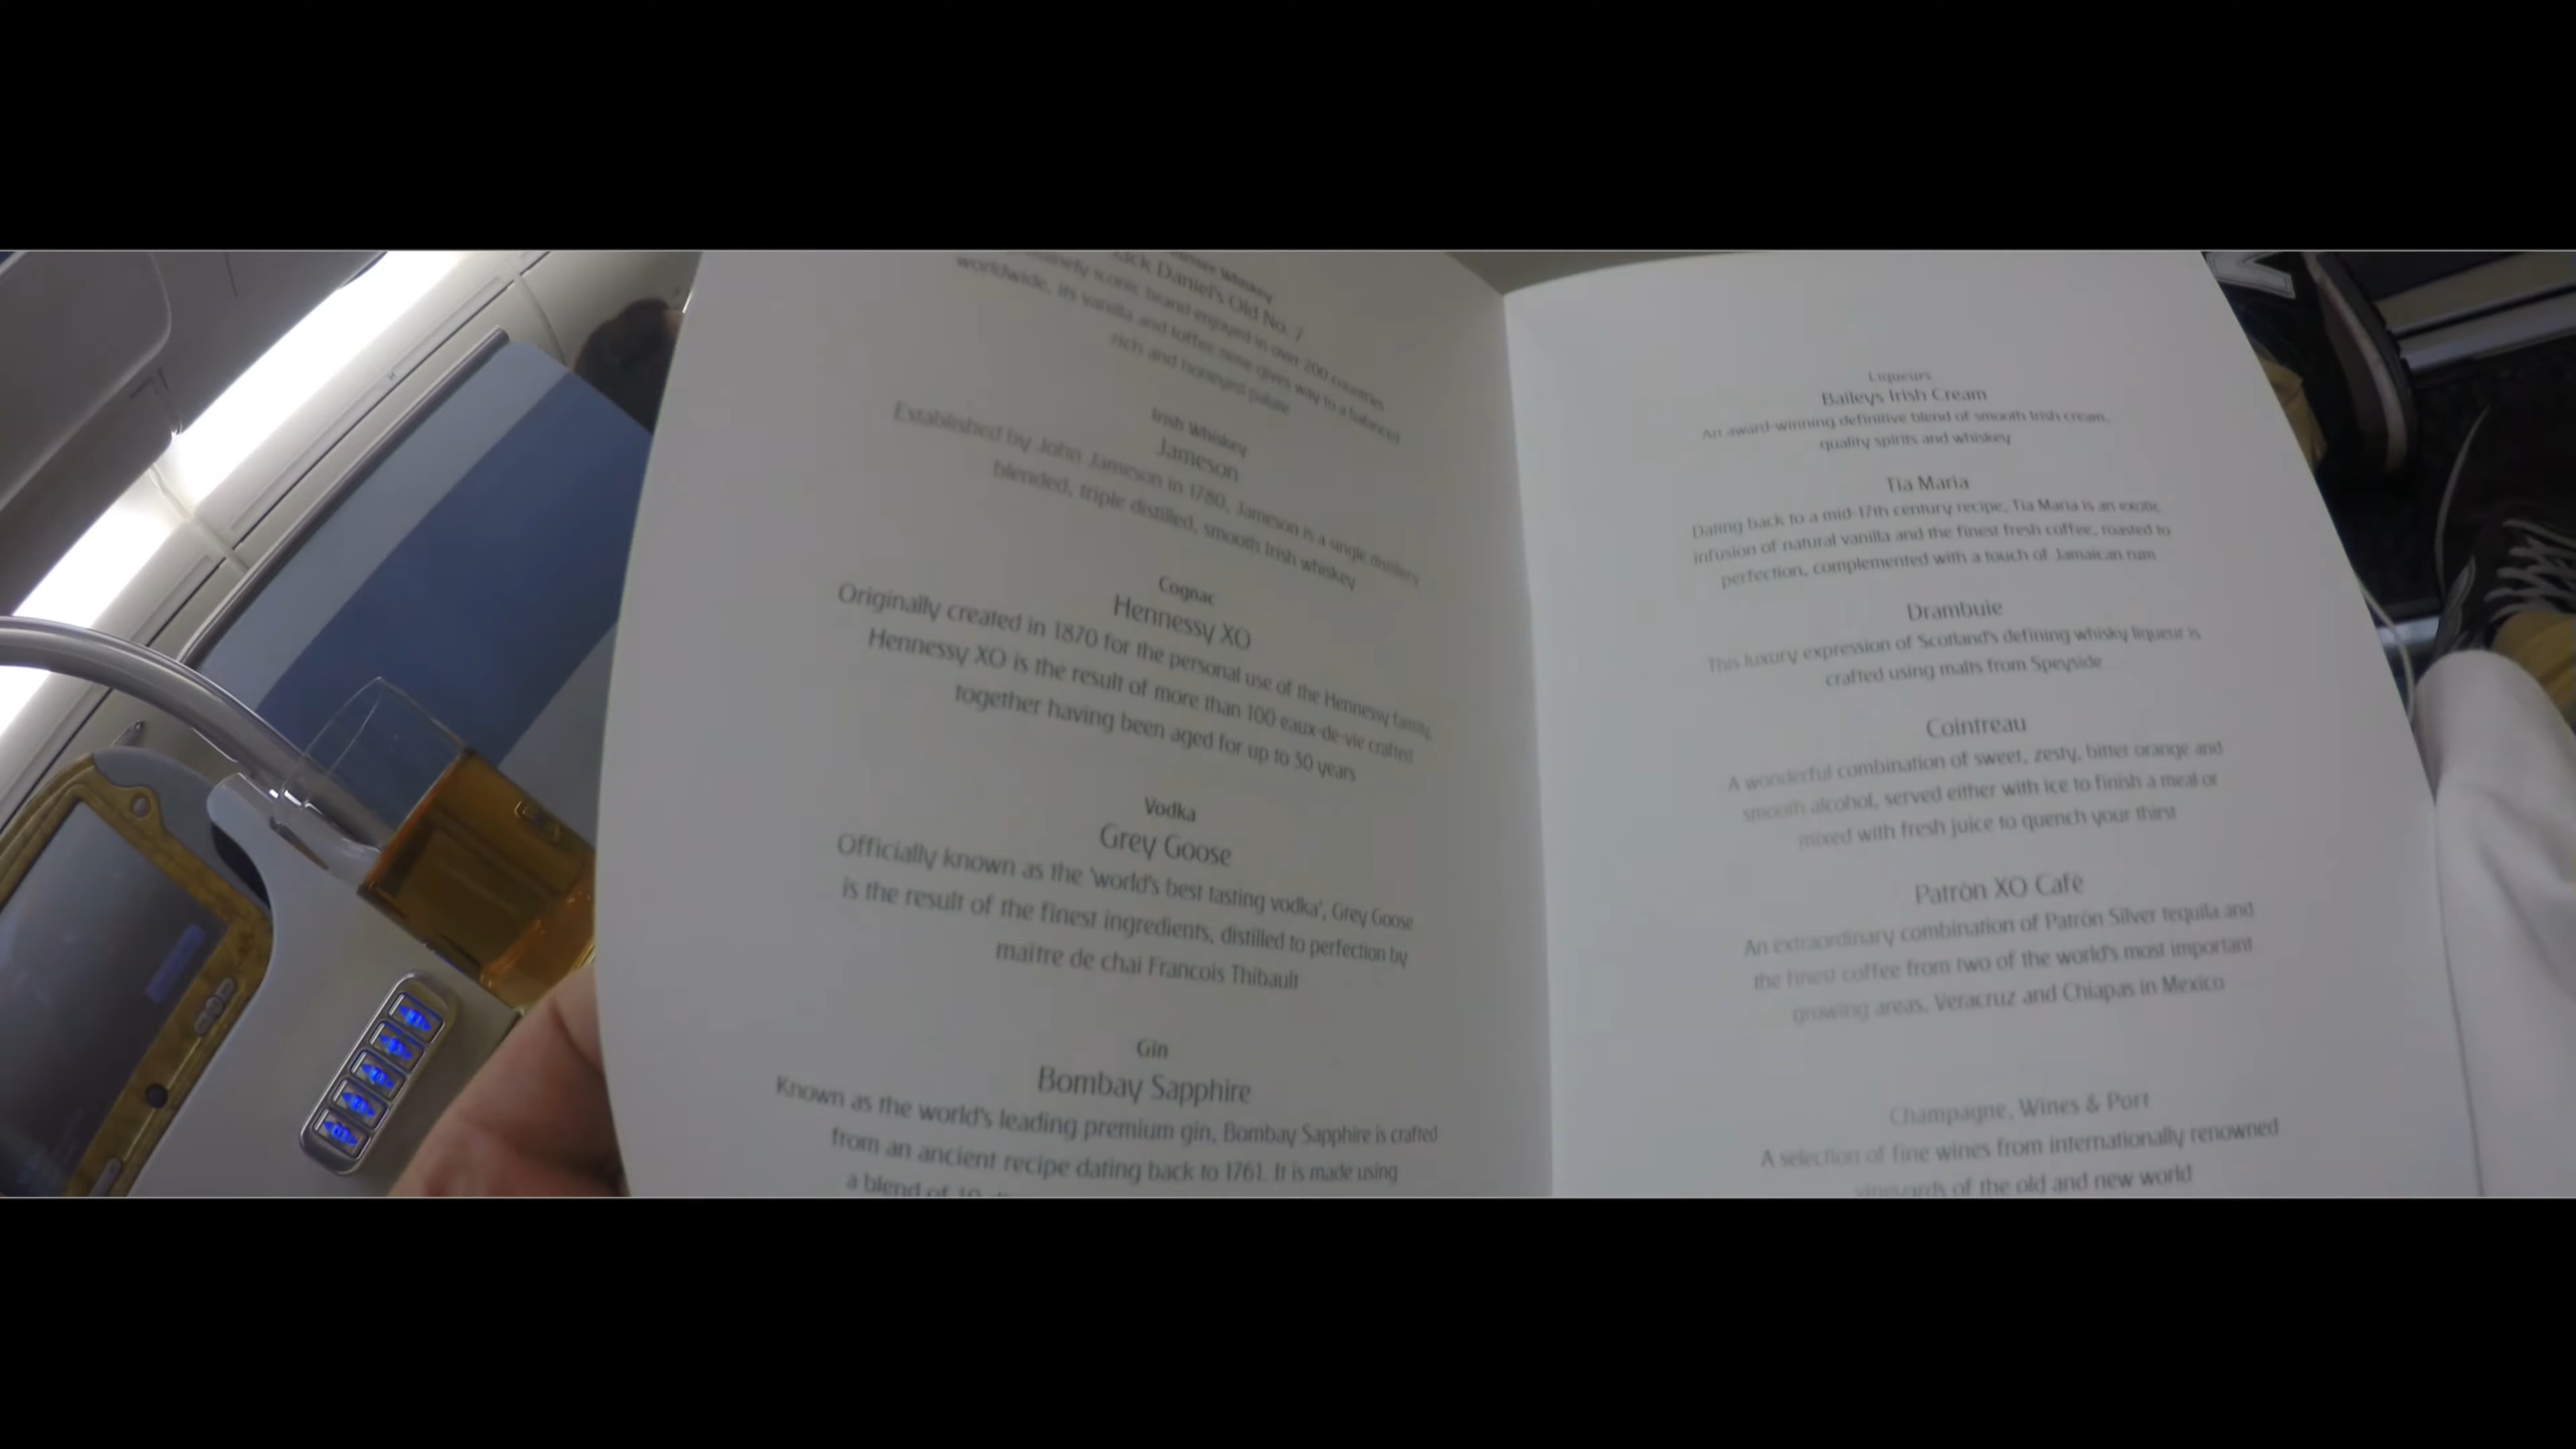 Whiskey
Daniel's Old No. 7
iconic brand enjoyed in over 200 countries
worldwide, its vanilla and toffee nose gives way to a balanced
rich and honeyed palate
Irish Whiskey
Jameson
Established by John Jameson in 1780, Jameson is a single distillery
blended, triple distilled, smooth Irish whiskey
Cognac
Hennessy XO
Originally created in 1870 for the personal use of the Hennessy family,
Hennessy XO is the result of more than 100 eaux-de-vie crafted
together having been aged for up to 30 years
Vodka
Grey Goose
Officially known as the 'world's best tasting vodka', Grey Goose
is the result of the finest ingredients, distilled to perfection by
maître de chai Francois Thibault
Gin
Bombay Sapphire
Known as the world's leading premium gin, Bombay Sapphire is crafted
from an ancient recipe dating back to 1761. It is made using
a blend of 10
Liqueurs
Baileys Irish Cream
An award-winning definitive blend of smooth Irish cream,
quality spirits and whiskey
Tia Maria
Dating back to a mid-17th century recipe, Tia Maria is an exotic
infusion of natural vanilla and the finest fresh coffee, roasted to
perfection, complemented with a touch of Jamaican rum
Drambuie
This luxury expression of Scotland's defining whisky liqueur is
crafted using malts from Speyside
Cointreau
A wonderful combination of sweet, zesty, bitter orange and
smooth alcohol, served either with ice to finish a meal or
mixed with fresh juice to quench your thirst
Patrón XO Café
An extraordinary combination of Patrón Silver tequila and
the finest coffee from two of the world's most important
growing areas, Veracruz and Chiapas in Mexico
Champagne, Wines & Port
A selection of fine wines from internationally renowned
vineyards of the old and new world